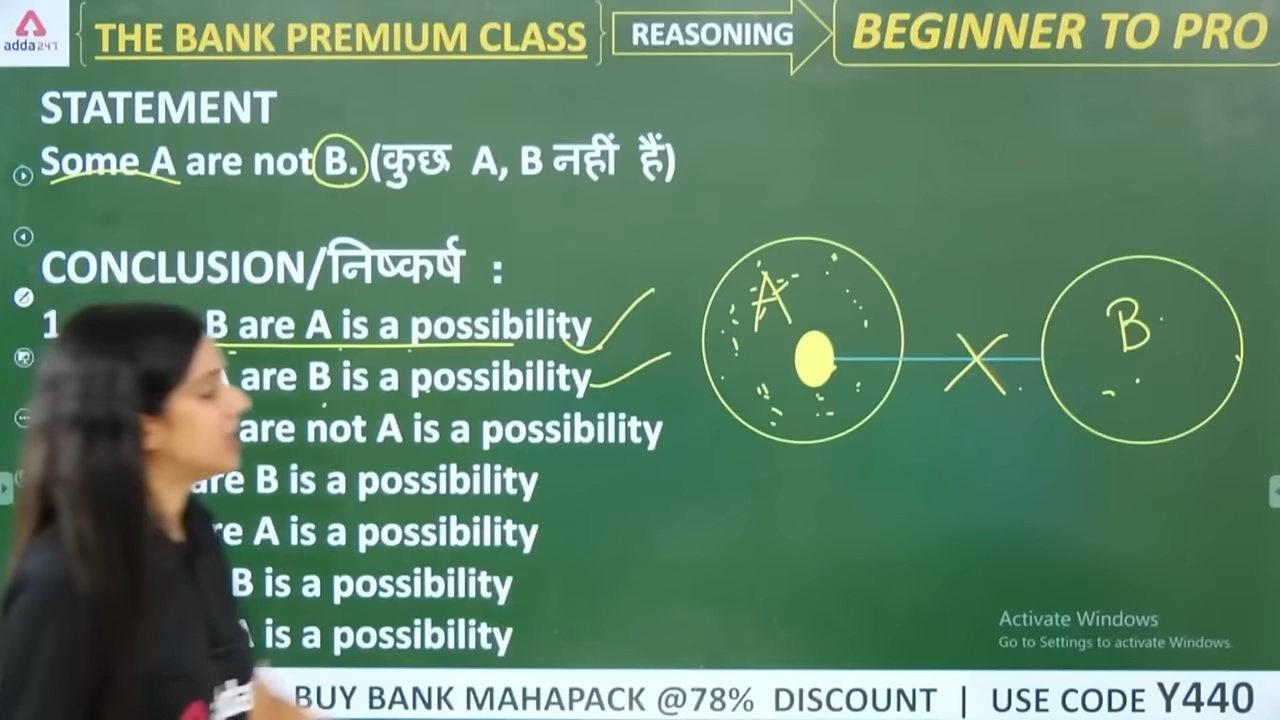 adda247
THE BANK PREMIUM CLASS
REASONING
BEGINNER TO PRO
STATEMENT
Some A are not B. (कुछ A, B नहीं हैं)
CONCLUSION/निष्कर्ष :
1
B are A is a possibility
are B is a possibility
are not A is a possibility
are B is a possibility
A is a possibility
B is a possibility
is a possibility
A
B
Activate Windows
Go to Settings to activate Windows.
BUY BANK MAHAPACK @78% DISCOUNT | USE CODE Y440